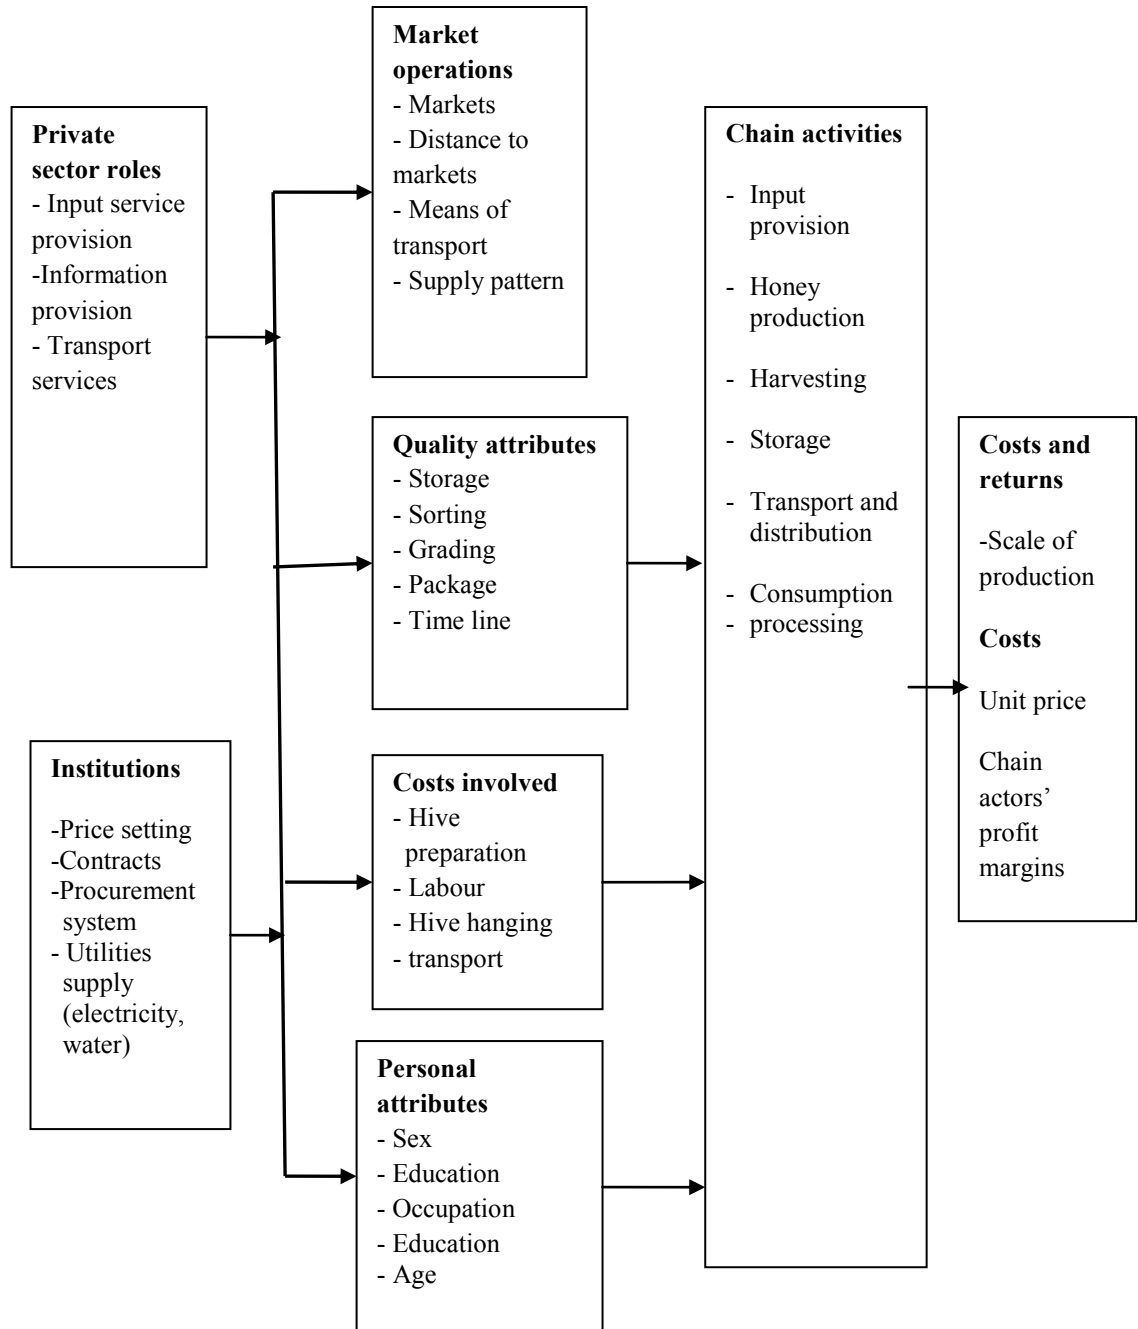 Private
sector roles
- Input service
provision
-Information
provision
- Transport
services
Institutions
-Price setting
-Contracts
-Procurement
system
- Utilities
supply
(electricity,
water)
Market
operations
- Markets
- Distance to
markets
- Means of
transport
- Supply pattern
Quality attributes
- Storage
- Sorting
- Grading
- Package
- Time line
Costs involved
- Hive
preparation
- Labour
- Hive hanging
- transport
Personal
attributes
- Sex
- Education
- Occupation
- Education
- Age
Chain activities
- Input
provision
- Honey
production
- Harvesting
- Storage
- Transport and
distribution
- Consumption
- processing
Costs and
returns
-Scale of
production
Costs
Unit price
Chain
actors’
profit
margins